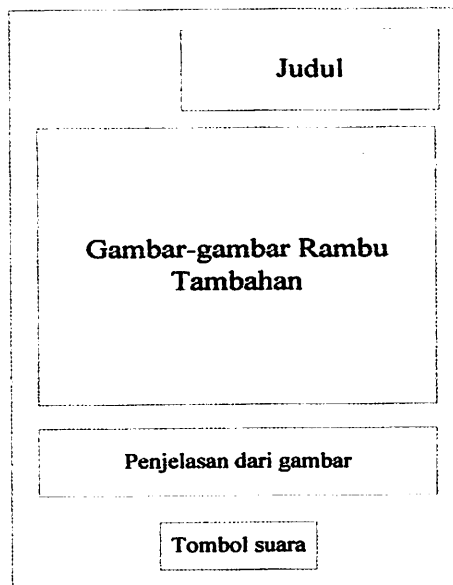 Judul
Gambar-gambar Rambu
Tambahan
Penjelasan dari gambar
Tombol suara